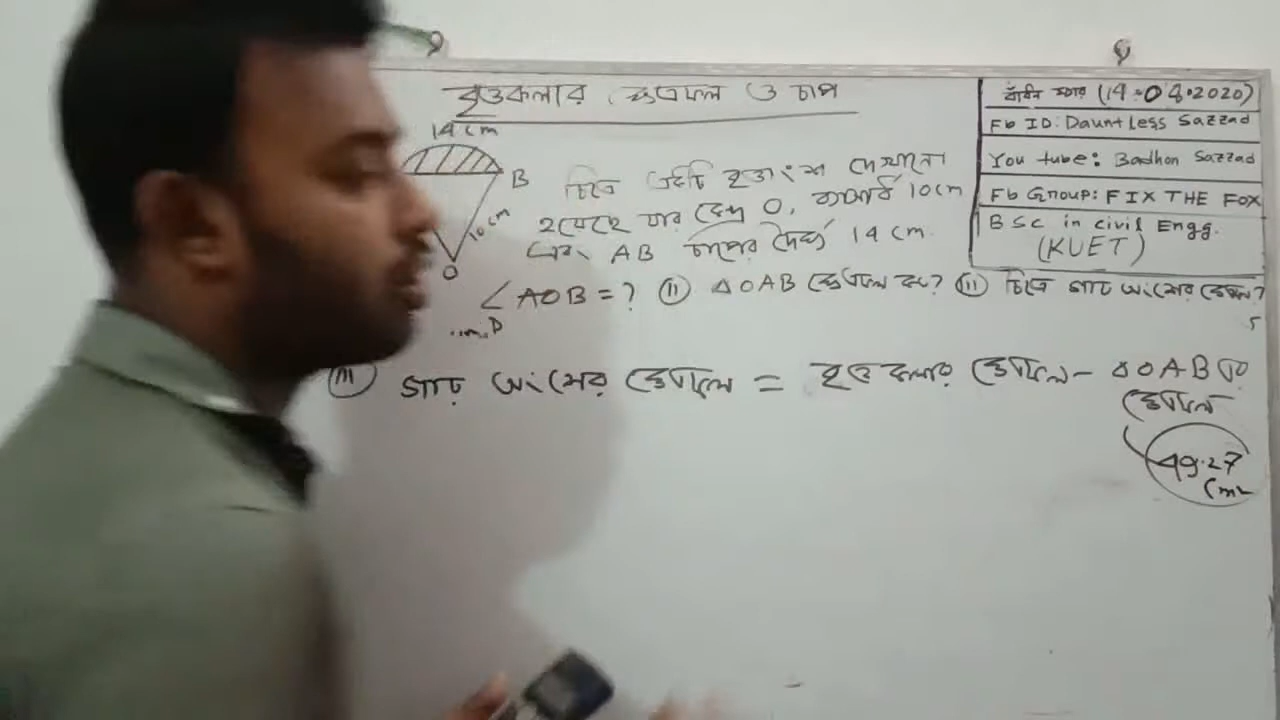 বৃত্তকলার ক্ষেত্রফল ও চাপ
14 cm
B
10 cm
O
চিত্রে একটি বৃত্তাংশ দেখানো
হয়েছে যার কেন্দ্র O, ব্যাসার্ধ 10 cm
এবং AB চাপের দৈর্ঘ্য 14 cm.
∠AOB = ? (ii) ΔOAB ক্ষেত্রফল কত? (iii) চিত্রে গাঢ় অংশের ক্ষেত্রফল?
বাঁধন স্যার (14.04.2020)
Fb ID: Dauntless Sazzad
You tube: Badhon Sazzad
Fb Group: FIX THE FOX
BSc in civil Engg.
(KUET)
(iii) গাঢ় অংশের ক্ষেত্রফল = বৃত্তকলার ক্ষেত্রফল - ΔOAB এর
ক্ষেত্রফল
49.27
cm²